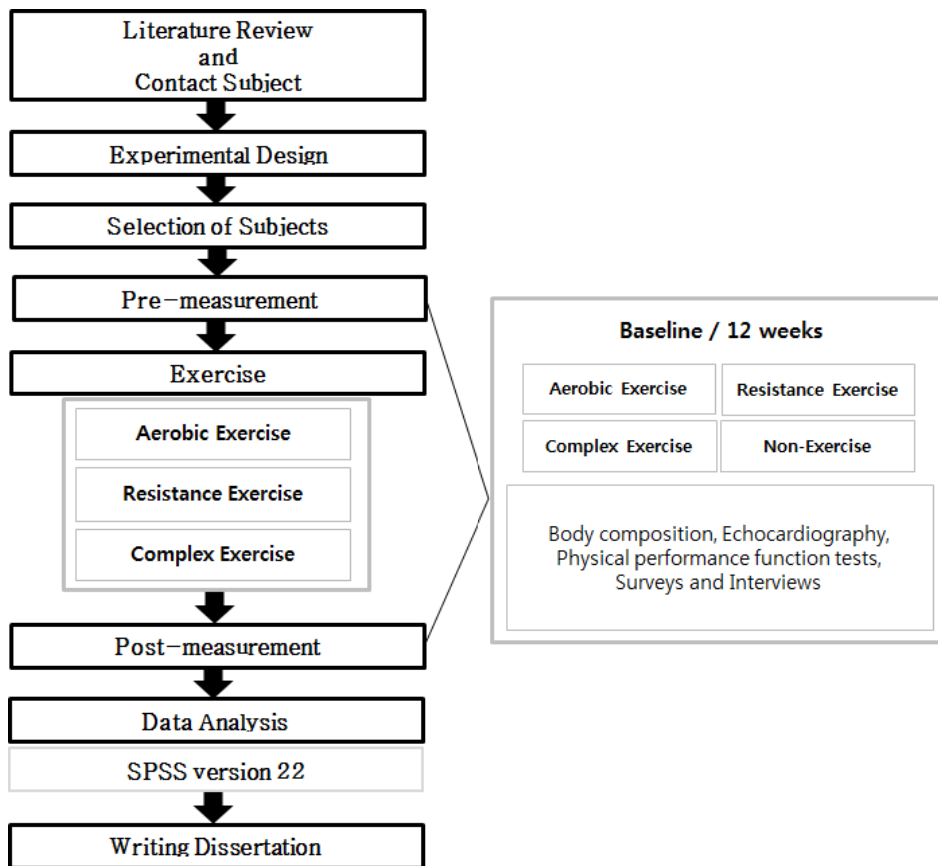 Literature Review
and
Contact Subject
Experimental Design
Selection of Subjects
Pre-measurement
Exercise
Aerobic Exercise
Resistance Exercise
Complex Exercise
Post-measurement
Data Analysis
SPSS version 22
Writing Dissertation
Baseline / 12 weeks
Aerobic Exercise
Resistance Exercise
Complex Exercise
Non-Exercise
Body composition, Echocardiography,
Physical performance function tests,
Surveys and Interviews